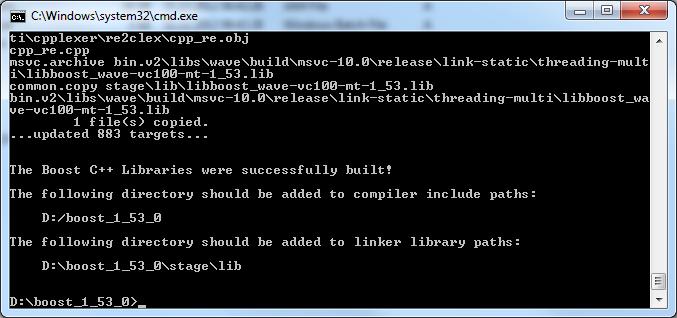 C:\Windows\system32\cmd.exe
ti\cpplexer\re2clex\cpp_re.obj
cpp_re.cpp
msvc.archive bin.v2\libs\wave\build\msvc-10.0\release\link-static\threading-mult
i\libboost_wave-vc100-mt-1_53.lib
common.copy stage\lib\libboost_wave-vc100-mt-1_53.lib
bin.v2\libs\wave\build\msvc-10.0\release\link-static\threading-multi\libboost_wa
ve-vc100-mt-1_53.lib
1 file(s) copied.
...updated 883 targets...
The Boost C++ Libraries were successfully built!
The following directory should be added to compiler include paths:
D:/boost_1_53_0
The following directory should be added to linker library paths:
D:\boost_1_53_0\stage\lib
D:\boost_1_53_0>_